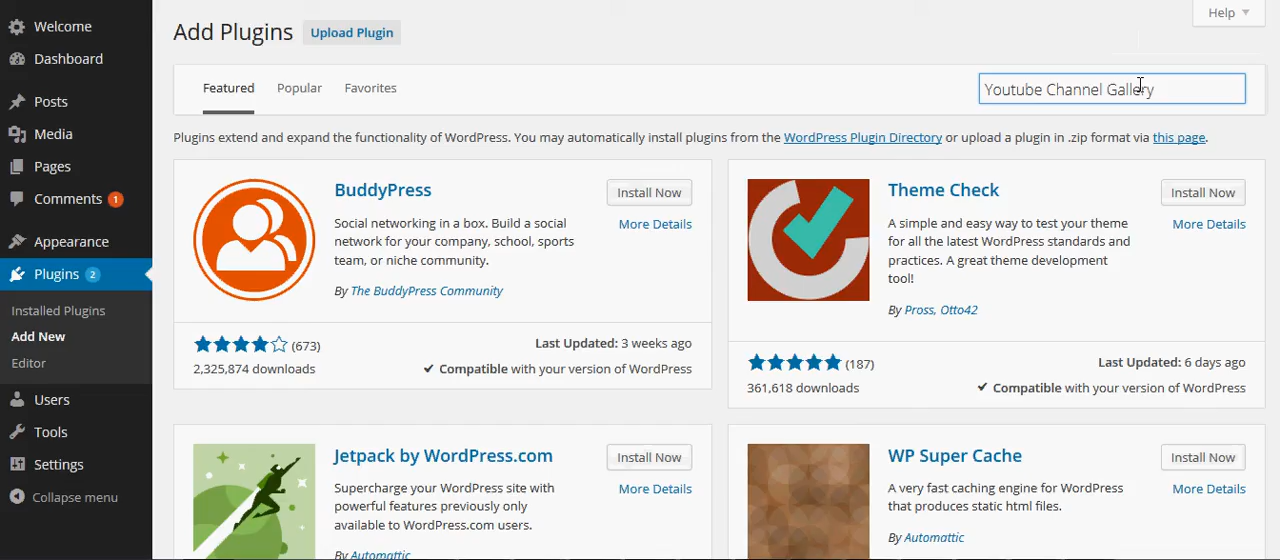 Welcome
Dashboard
Posts
Media
Pages
Comments 1
Appearance
Plugins 2
Installed Plugins
Add New
Editor
Users
Tools
Settings
Collapse menu
Help
Add Plugins
Upload Plugin
Featured
Popular
Favorites
Youtube Channel Gallery
Plugins extend and expand the functionality of WordPress. You may automatically install plugins from the WordPress Plugin Directory or upload a plugin in .zip format via this page.
BuddyPress
Install Now
More Details
Social networking in a box. Build a social
network for your company, school, sports
team, or niche community.
By The BuddyPress Community
(673)
2,325,874 downloads
Last Updated: 3 weeks ago
Compatible with your version of WordPress
Theme Check
Install Now
More Details
A simple and easy way to test your theme
for all the latest WordPress standards and
practices. A great theme development
tool!
By Pross, Otto42
(187)
361,618 downloads
Last Updated: 6 days ago
Compatible with your version of WordPress
Jetpack by WordPress.com
Install Now
More Details
Supercharge your WordPress site with
powerful features previously only
available to WordPress.com users.
By Automattic
WP Super Cache
Install Now
More Details
A very fast caching engine for WordPress
that produces static html files.
By Automattic